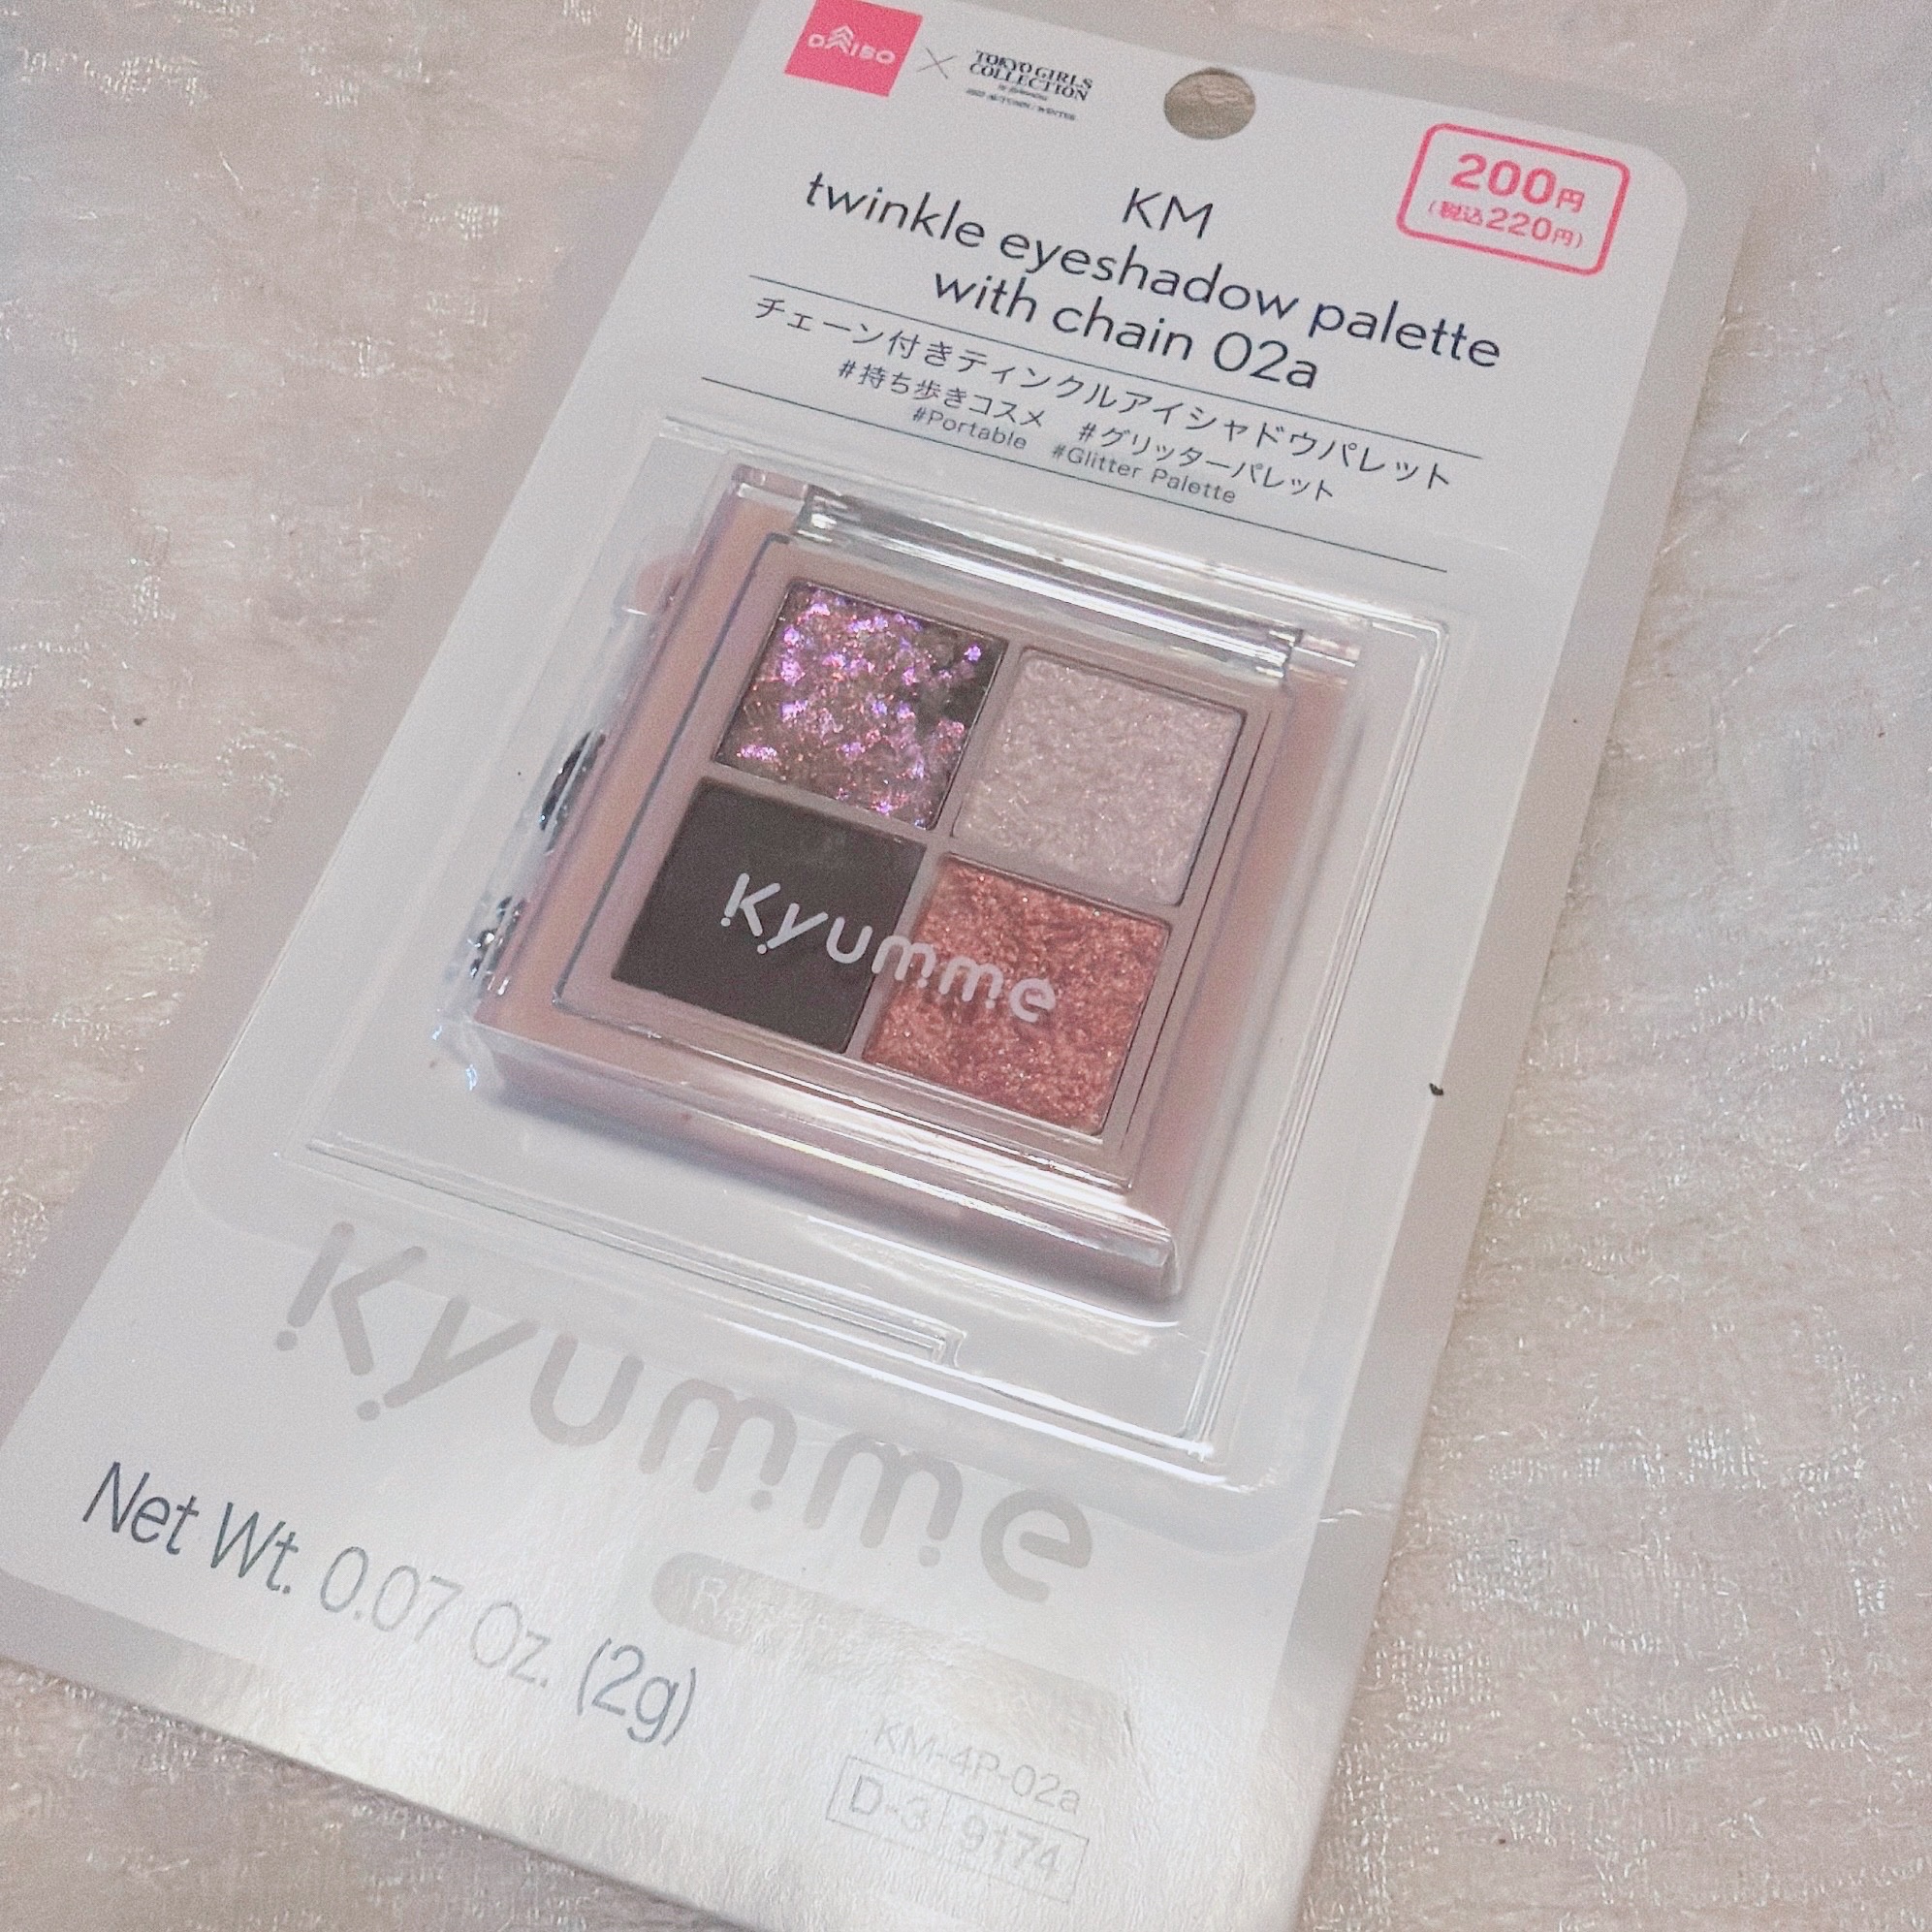 DAISO × TOKYO GIRLS COLLECTION
2022 AUTUMN / WINTER
200円
(税込220円)
KM
twinkle eyeshadow palette
with chain 02a
チェーン付きティンクルアイシャドウパレット
#持ち歩きコスメ #グリッターパレット
#Portable #Glitter Palette
Kyumme
Kyumme
Net Wt. 0.07 Oz. (2g)
KM-4P-02a
D-3 9174